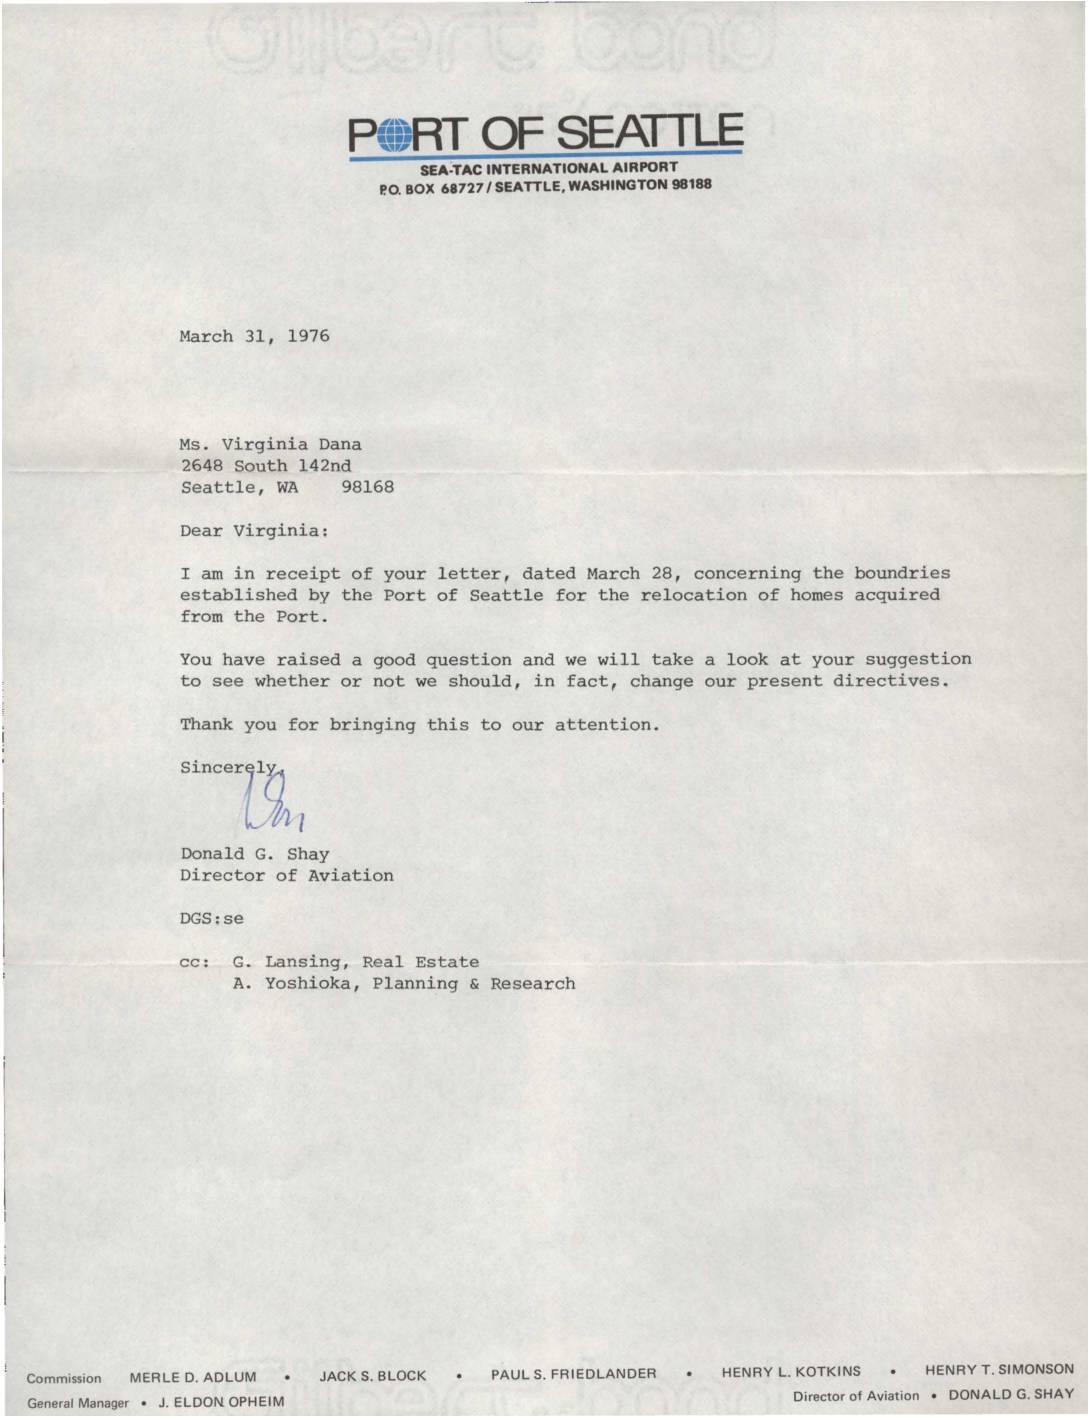 PORT OF SEATTLE
SEA-TAC INTERNATIONAL AIRPORT
P.O. BOX 68727 / SEATTLE, WASHINGTON 98188
March 31, 1976
Ms. Virginia Dana
2648 South 142nd
Seattle, WA 98168
Dear Virginia:
I am in receipt of your letter, dated March 28, concerning the boundries
established by the Port of Seattle for the relocation of homes acquired
from the Port.
You have raised a good question and we will take a look at your suggestion
to see whether or not we should, in fact, change our present directives.
Thank you for bringing this to our attention.
Sincerely,
Don
Donald G. Shay
Director of Aviation
DGS:se
cc: G. Lansing, Real Estate
A. Yoshioka, Planning & Research
Commission MERLE D. ADLUM • JACK S. BLOCK • PAUL S. FRIEDLANDER • HENRY L. KOTKINS • HENRY T. SIMONSON
General Manager • J. ELDON OPHEIM Director of Aviation • DONALD G. SHAY